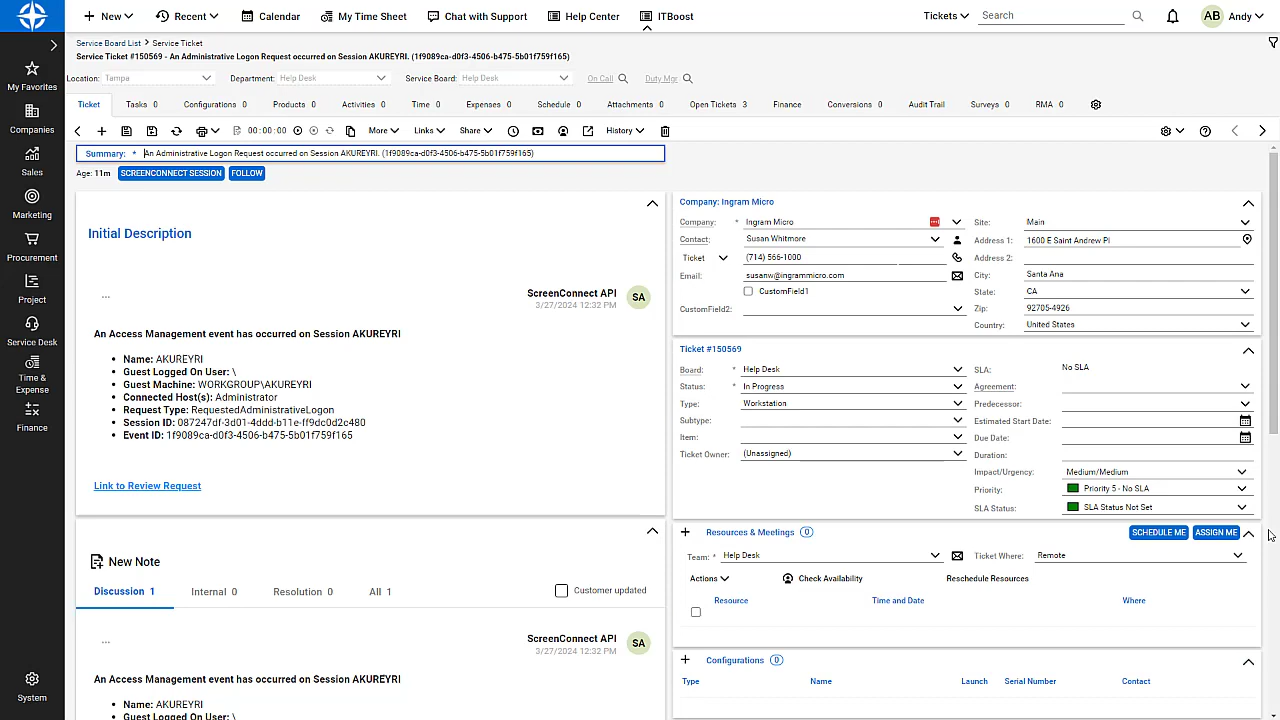 New
Recent
Calendar
My Time Sheet
Chat with Support
Help Center
ITBoost
Tickets
Search
AB
Andy
My Favorites
Companies
Sales
Marketing
Procurement
Project
Service Desk
Time &
Expense
Finance
System
Service Board List > Service Ticket
Service Ticket #150569 - An Administrative Logon Request occurred on Session AKUREYRI. (1f9089ca-d0f3-4506-b475-5b01f759f165)
Location: Tampa
Department: Help Desk
Service Board: Help Desk
On Call
Duty Mgr
Ticket
Tasks 0
Configurations 0
Products 0
Activities 0
Time 0
Expenses 0
Schedule 0
Attachments 0
Open Tickets 3
Finance
Conversions 0
Audit Trail
Surveys 0
RMA 0
00:00:00
More
Links
Share
History
Summary: * An Administrative Logon Request occurred on Session AKUREYRI. (1f9089ca-d0f3-4506-b475-5b01f759f165)
Age: 11m
SCREENCONNECT SESSION
FOLLOW
Initial Description
...
ScreenConnect API
3/27/2024 12:32 PM
SA
An Access Management event has occurred on Session AKUREYRI
• Name: AKUREYRI
• Guest Logged On User: \
• Guest Machine: WORKGROUP\AKUREYRI
• Connected Host(s): Administrator
• Request Type: RequestedAdministrativeLogon
• Session ID: 087247df-3d01-4ddd-b11e-ff9dc0d2c480
• Event ID: 1f9089ca-d0f3-4506-b475-5b01f759f165
Link to Review Request
New Note
Discussion 1
Internal 0
Resolution 0
All 1
Customer updated
...
ScreenConnect API
3/27/2024 12:32 PM
SA
An Access Management event has occurred on Session AKUREYRI
• Name: AKUREYRI
Guest Logged On User: \
Company: Ingram Micro
Company: * Ingram Micro
Contact: Susan Whitmore
Ticket (714) 566-1000
Email: susanw@ingrammicro.com
CustomField1
CustomField2:
Site: Main
Address 1: 1600 E Saint Andrew Pl
Address 2:
City: Santa Ana
State: CA
Zip: 92705-4926
Country: United States
Ticket #150569
Board: * Help Desk
Status: * In Progress
Type: Workstation
Subtype:
Item:
Ticket Owner: (Unassigned)
SLA: No SLA
Agreement:
Predecessor:
Estimated Start Date:
Due Date:
Duration:
Impact/Urgency: Medium/Medium
Priority: Priority 5 - No SLA
SLA Status: SLA Status Not Set
Resources & Meetings 0
SCHEDULE ME
ASSIGN ME
Team: * Help Desk
Ticket Where: Remote
Actions
Check Availability
Reschedule Resources
Resource
Time and Date
Where
Configurations 0
Type
Name
Launch
Serial Number
Contact